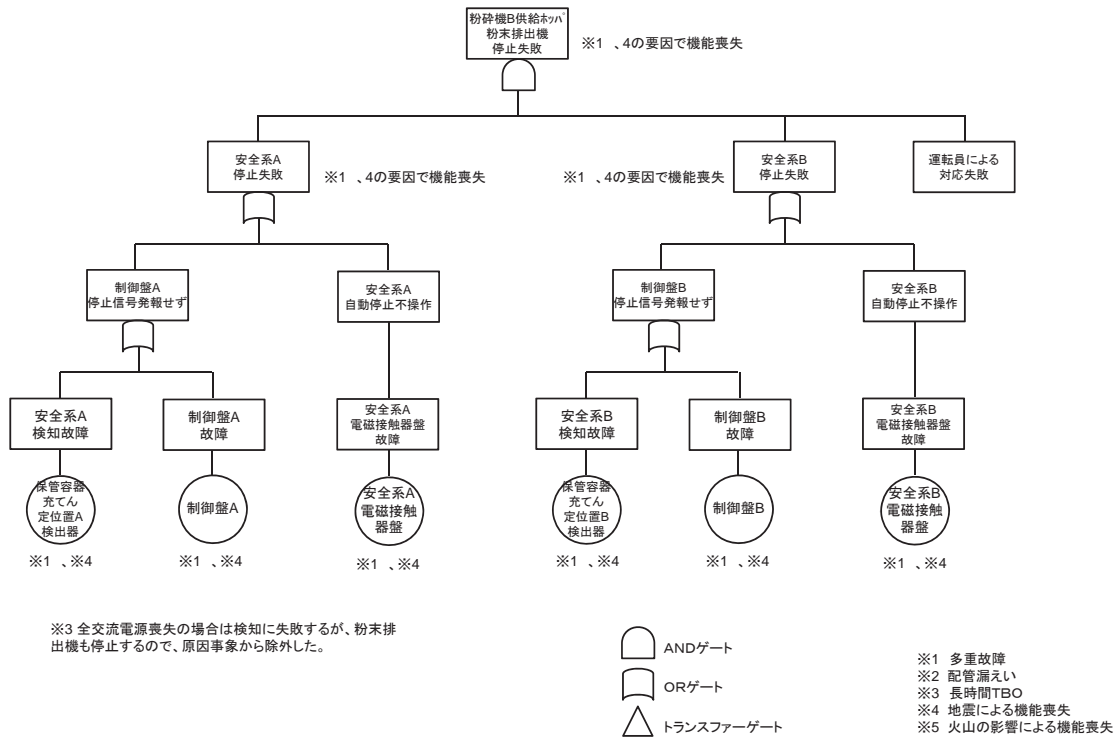 粉砕機B供給ホッパ
粉末排出機
停止失敗
※1 、4の要因で機能喪失
安全系A
停止失敗
※1 、4の要因で機能喪失
※1 、4の要因で機能喪失
安全系B
停止失敗
運転員による
対応失敗
制御盤A
停止信号発報せず
安全系A
自動停止不操作
制御盤B
停止信号発報せず
安全系B
自動停止不操作
安全系A
検知故障
制御盤A
故障
安全系A
電磁接触器盤
故障
安全系B
検知故障
制御盤B
故障
安全系B
電磁接触器盤
故障
保管容器
充てん
定位置A
検出器
制御盤A
安全系A
電磁接触
器盤
保管容器
充てん
定位置B
検出器
制御盤B
安全系B
電磁接触
器盤
※1 、※4
※1 、※4
※1 、※4
※1 、※4
※1 、※4
※1 、※4
※3 全交流電源喪失の場合は検知に失敗するが、粉末排
出機も停止するので、原因事象から除外した。
ANDゲート
ORゲート
トランスファーゲート
※1 多重故障
※2 配管漏えい
※3 長時間TBO
※4 地震による機能喪失
※5 火山の影響による機能喪失